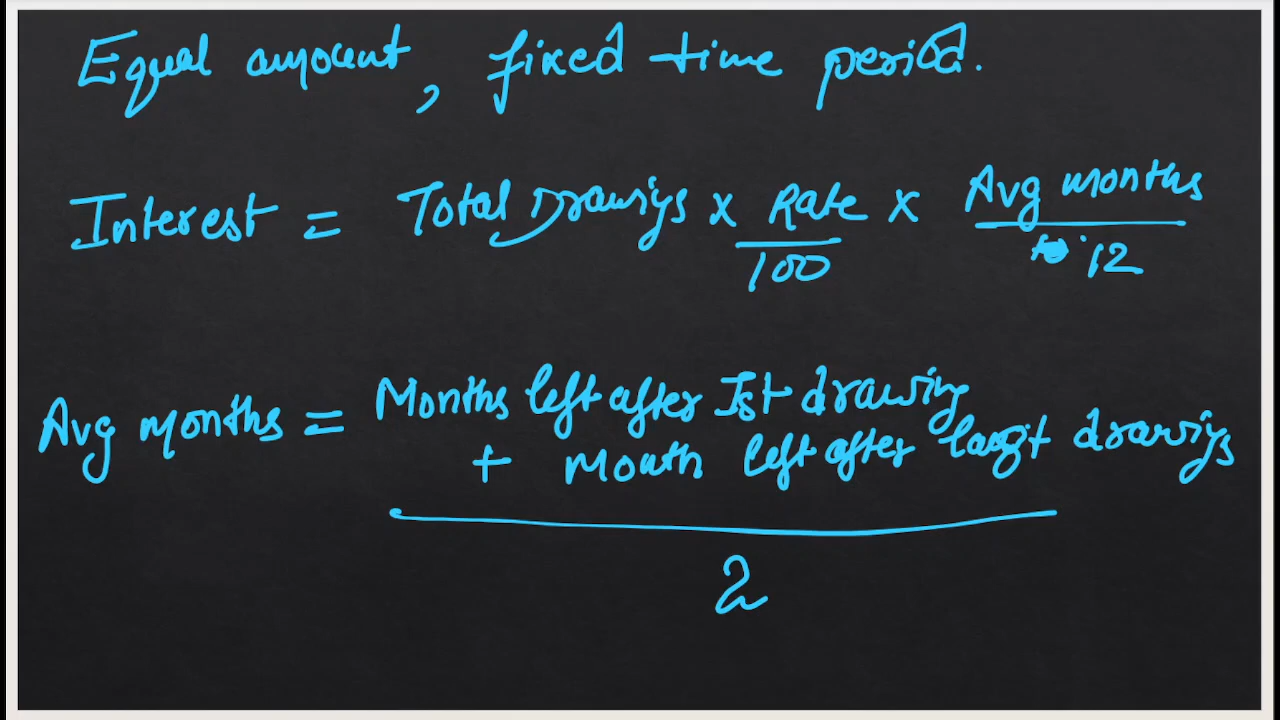 Equal amount, fixed time period.
Interest = Total Drawings x Rate/100 x Avg months/12
Avg months = Months left after Ist drawing
+ Month left after last drawings
2